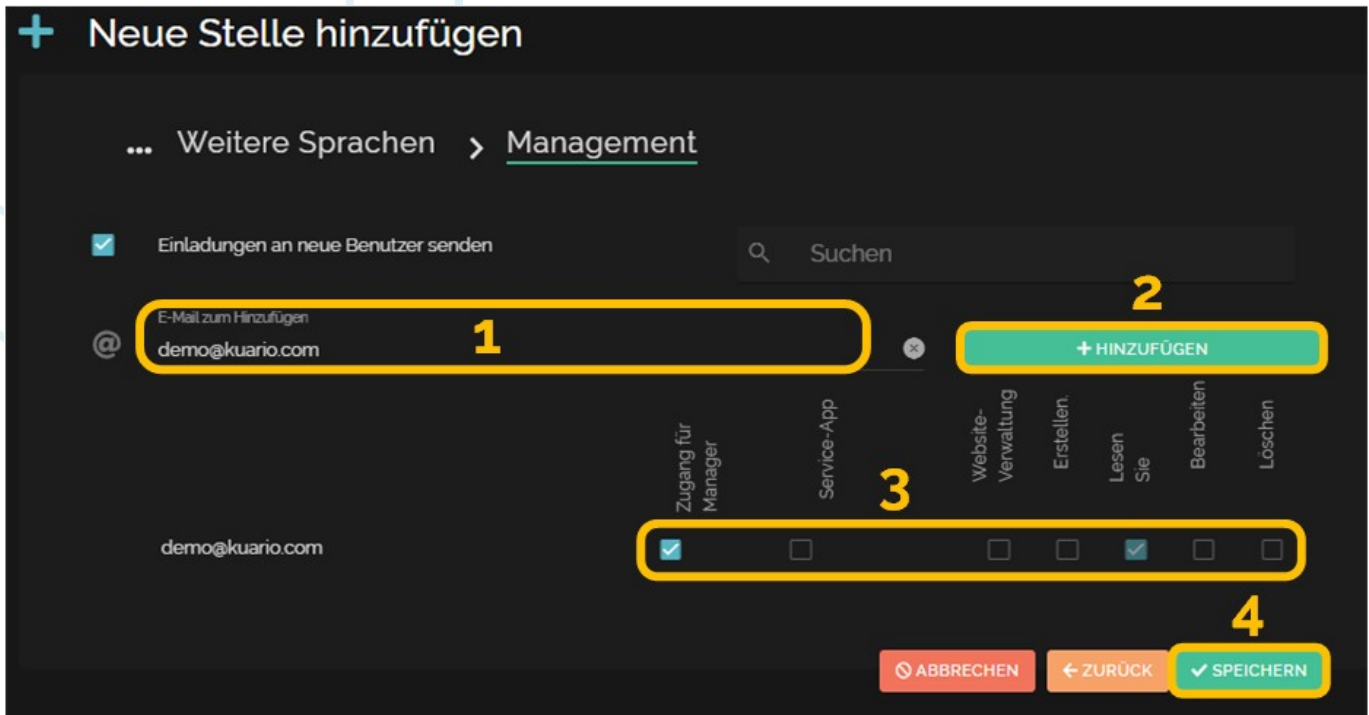 Neue Stelle hinzufügen
... Weitere Sprachen > Management
Einladungen an neue Benutzer senden
Suchen
2
E-Mail zum Hinzufügen
1
@ demo@kuario.com
+ HINZUFÜGEN
Zugang für
Manager
Service-App
Website-
Verwaltung
Erstellen.
Lesen
Sie
Bearbeiten
Löschen
3
demo@kuario.com
4
ABBRECHEN
ZURÜCK
SPEICHERN